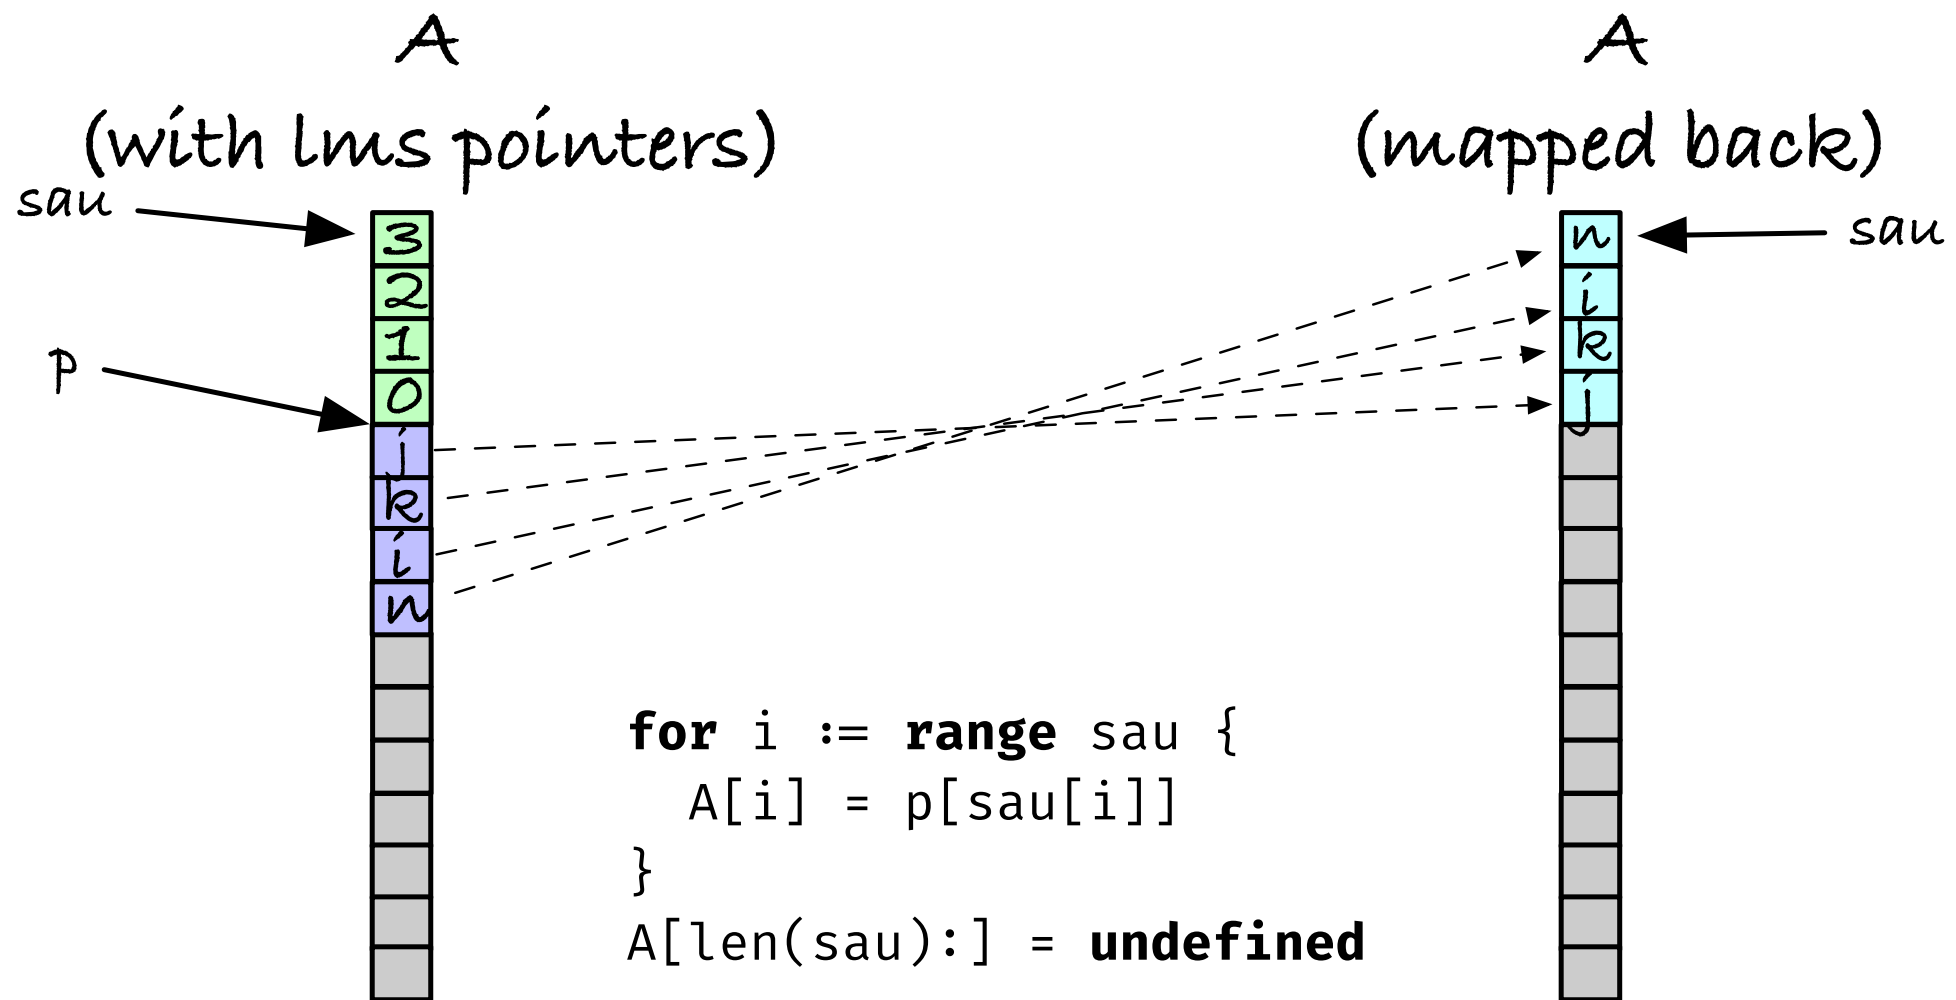 A
A
(with lms pointers)
(mapped back)
sau
sau
p
3
2
1
0
j
k
i
n
n
i
k
j
for i := range sau {
  A[i] = p[sau[i]]
}
A[len(sau):] = undefined